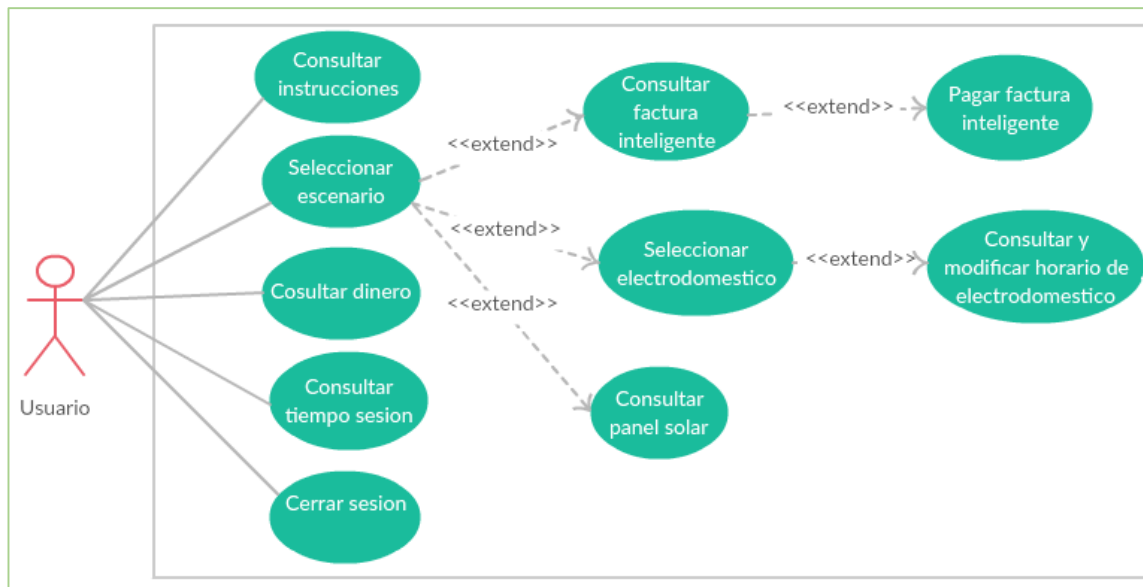 Consultar
instrucciones
Seleccionar
escenario
Cosultar dinero
Consultar
tiempo sesion
Cerrar sesion
Usuario
<<extend>>
<<extend>>
<<extend>>
Consultar
factura
inteligente
<<extend>>
Pagar factura
inteligente
Seleccionar
electrodomestico
<<extend>>
Consultar y
modificar horario de
electrodomestico
Consultar
panel solar